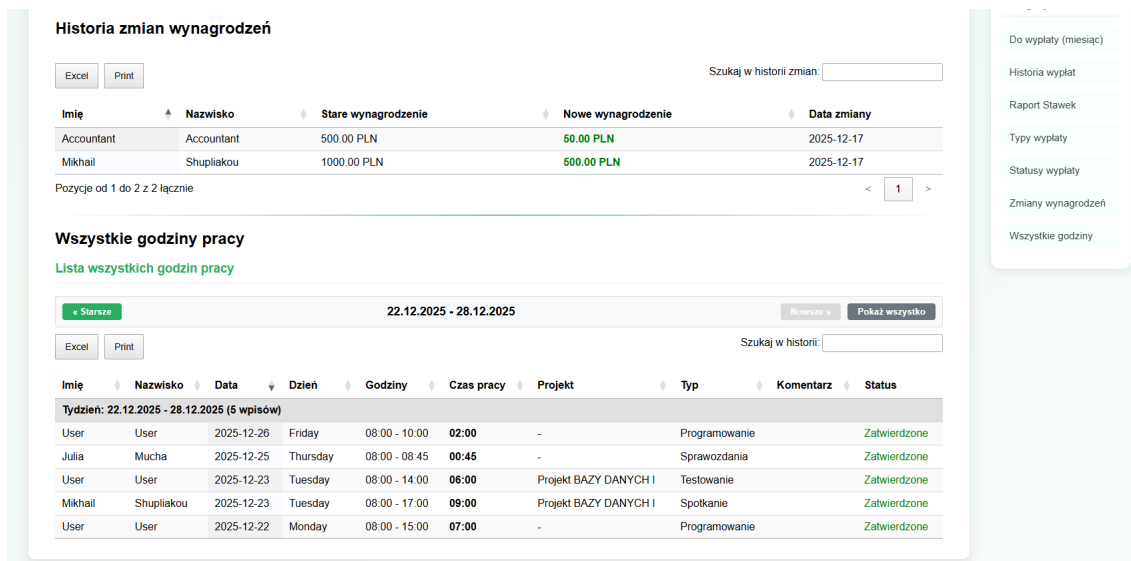 Historia zmian wynagrodzeń
Excel Print Szukaj w historii zmian:
Imię Nazwisko Stare wynagrodzenie Nowe wynagrodzenie Data zmiany
Accountant Accountant 500.00 PLN 50.00 PLN 2025-12-17
Mikhail Shupliakou 1000.00 PLN 500.00 PLN 2025-12-17
Pozycje od 1 do 2 z 2 łącznie < 1 >
Wszystkie godziny pracy
Lista wszystkich godzin pracy
« Starsze 22.12.2025 - 28.12.2025 Nowsze » Pokaż wszystko
Excel Print Szukaj w historii:
Imię Nazwisko Data Dzień Godziny Czas pracy Projekt Typ Komentarz Status
Tydzień: 22.12.2025 - 28.12.2025 (5 wpisów)
User User 2025-12-26 Friday 08:00 - 10:00 02:00 - Programowanie Zatwierdzone
Julia Mucha 2025-12-25 Thursday 08:00 - 08:45 00:45 - Sprawozdania Zatwierdzone
User User 2025-12-23 Tuesday 08:00 - 14:00 06:00 Projekt BAZY DANYCH I Testowanie Zatwierdzone
Mikhail Shupliakou 2025-12-23 Tuesday 08:00 - 17:00 09:00 Projekt BAZY DANYCH I Spotkanie Zatwierdzone
User User 2025-12-22 Monday 08:00 - 15:00 07:00 - Programowanie Zatwierdzone
Do wypłaty (miesiąc)
Historia wypłat
Raport Stawek
Typy wypłaty
Statusy wypłaty
Zmiany wynagrodzeń
Wszystkie godziny